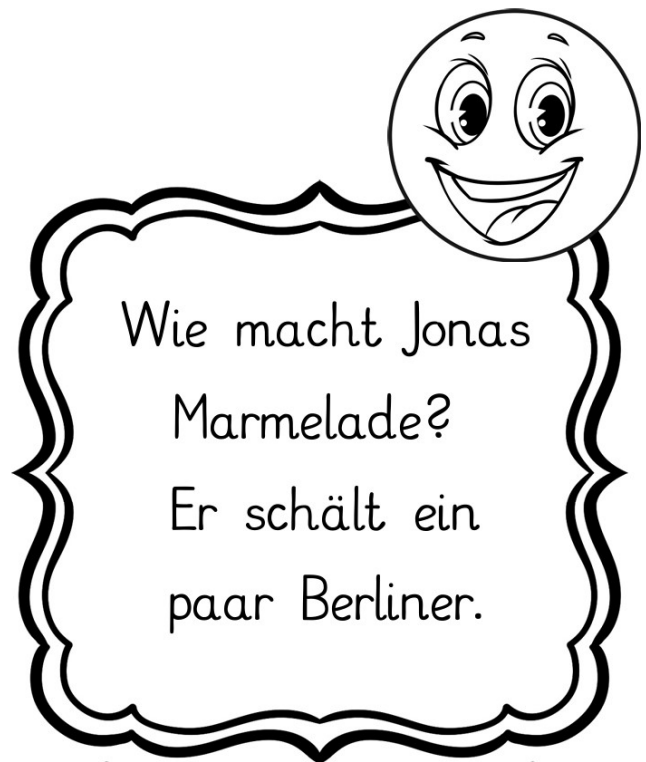 Wie macht Jonas
Marmelade?
Er schält ein
paar Berliner.